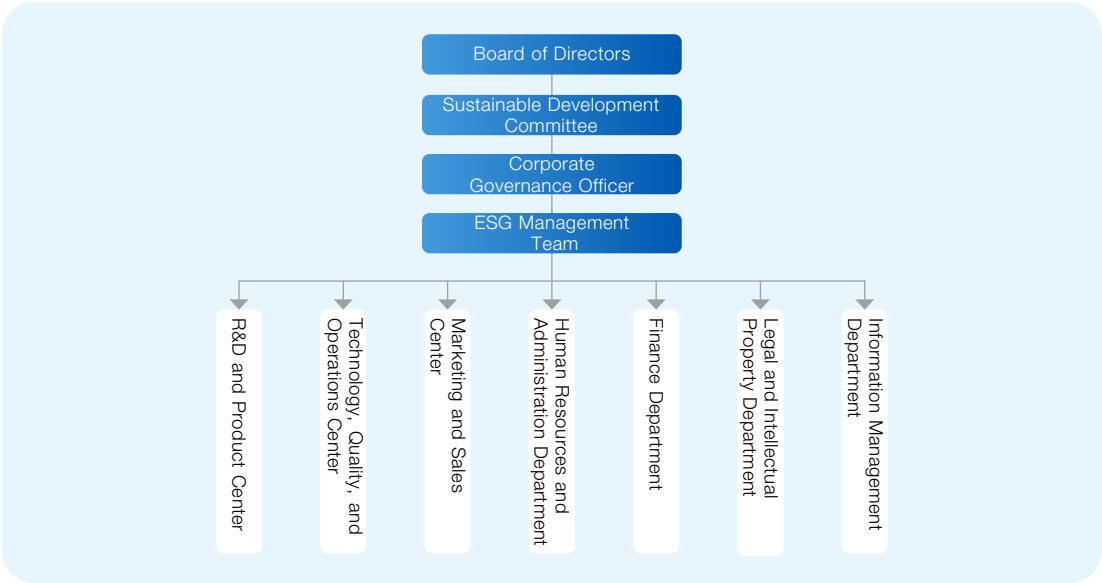 Board of Directors
Sustainable Development
Committee
Corporate
Governance Officer
ESG Management
Team
R&D and Product Center
Technology, Quality, and
Operations Center
Marketing and Sales
Center
Human Resources and
Administration Department
Finance Department
Legal and Intellectual
Property Department
Information Management
Department